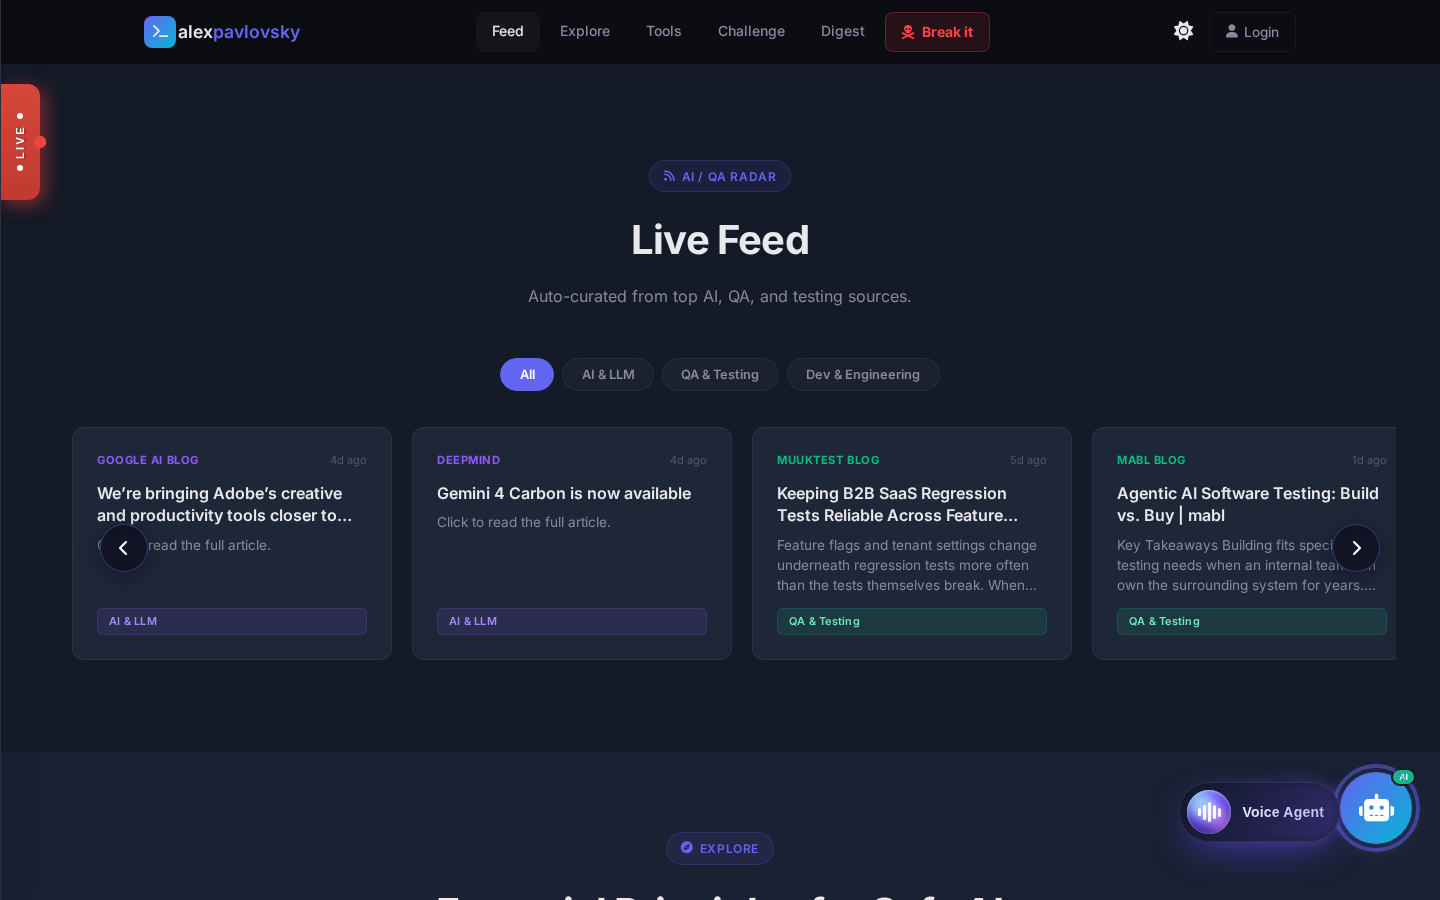 alexpavlovsky
Feed
Explore
Tools
Challenge
Digest
Break it
Login
LIVE
AI / QA RADAR
Live Feed
Auto-curated from top AI, QA, and testing sources.
All
AI & LLM
QA & Testing
Dev & Engineering
GOOGLE AI BLOG
4d ago
We’re bringing Adobe’s creative
and productivity tools closer to...
read the full article.
AI & LLM
DEEPMIND
4d ago
Gemini 4 Carbon is now available
Click to read the full article.
AI & LLM
MUUKTEST BLOG
5d ago
Keeping B2B SaaS Regression
Tests Reliable Across Feature...
Feature flags and tenant settings change
underneath regression tests more often
than the tests themselves break. When...
QA & Testing
MABL BLOG
1d ago
Agentic AI Software Testing: Build
vs. Buy | mabl
Key Takeaways Building fits
testing needs when an internal
own the surrounding system for years....
QA & Testing
AI
Voice Agent
EXPLORE